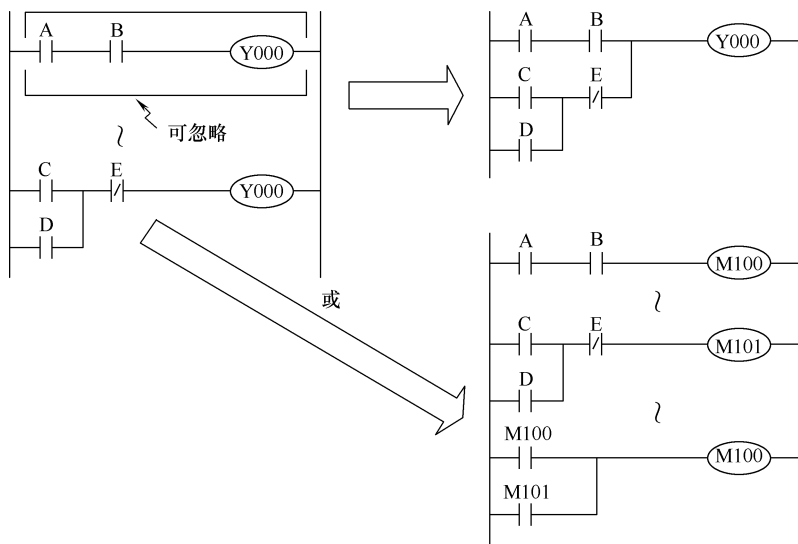 A B Y000
可忽略
C E Y000
D
或
A B Y000
C E
D
A B M100
C E M101
D
M100 M100
M101